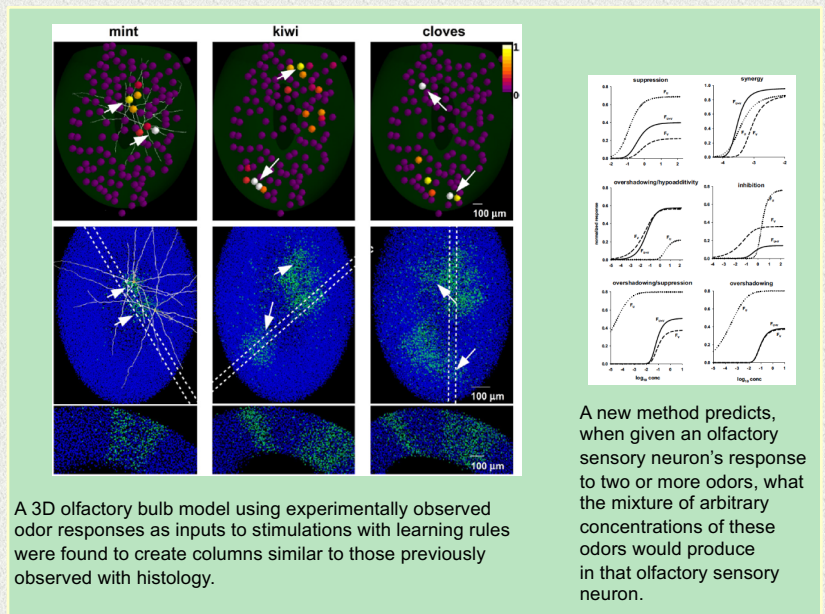 mint
kiwi
cloves
1
0
100 µm
100 µm
100 µm
A 3D olfactory bulb model using experimentally observed
odor responses as inputs to stimulations with learning rules
were found to create columns similar to those previously
observed with histology.
suppression
synergy
overshadowing/hypoadditivity
inhibition
normalized response
overshadowing/suppression
overshadowing
log₁₀ conc
log₁₀ conc
A new method predicts,
when given an olfactory
sensory neuron's response
to two or more odors, what
the mixture of arbitrary
concentrations of these
odors would produce
in that olfactory sensory
neuron.